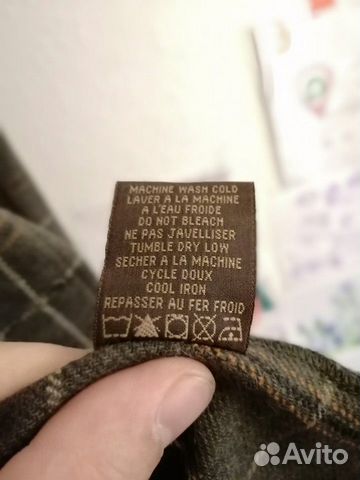 MACHINE WASH COLD
LAVER A LA MACHINE
A L'EAU FROIDE
DO NOT BLEACH
NE PAS JAVELLISER
TUMBLE DRY LOW
SECHER A LA MACHINE
CYCLE DOUX
COOL IRON
REPASSER AU FER FROID
Avito